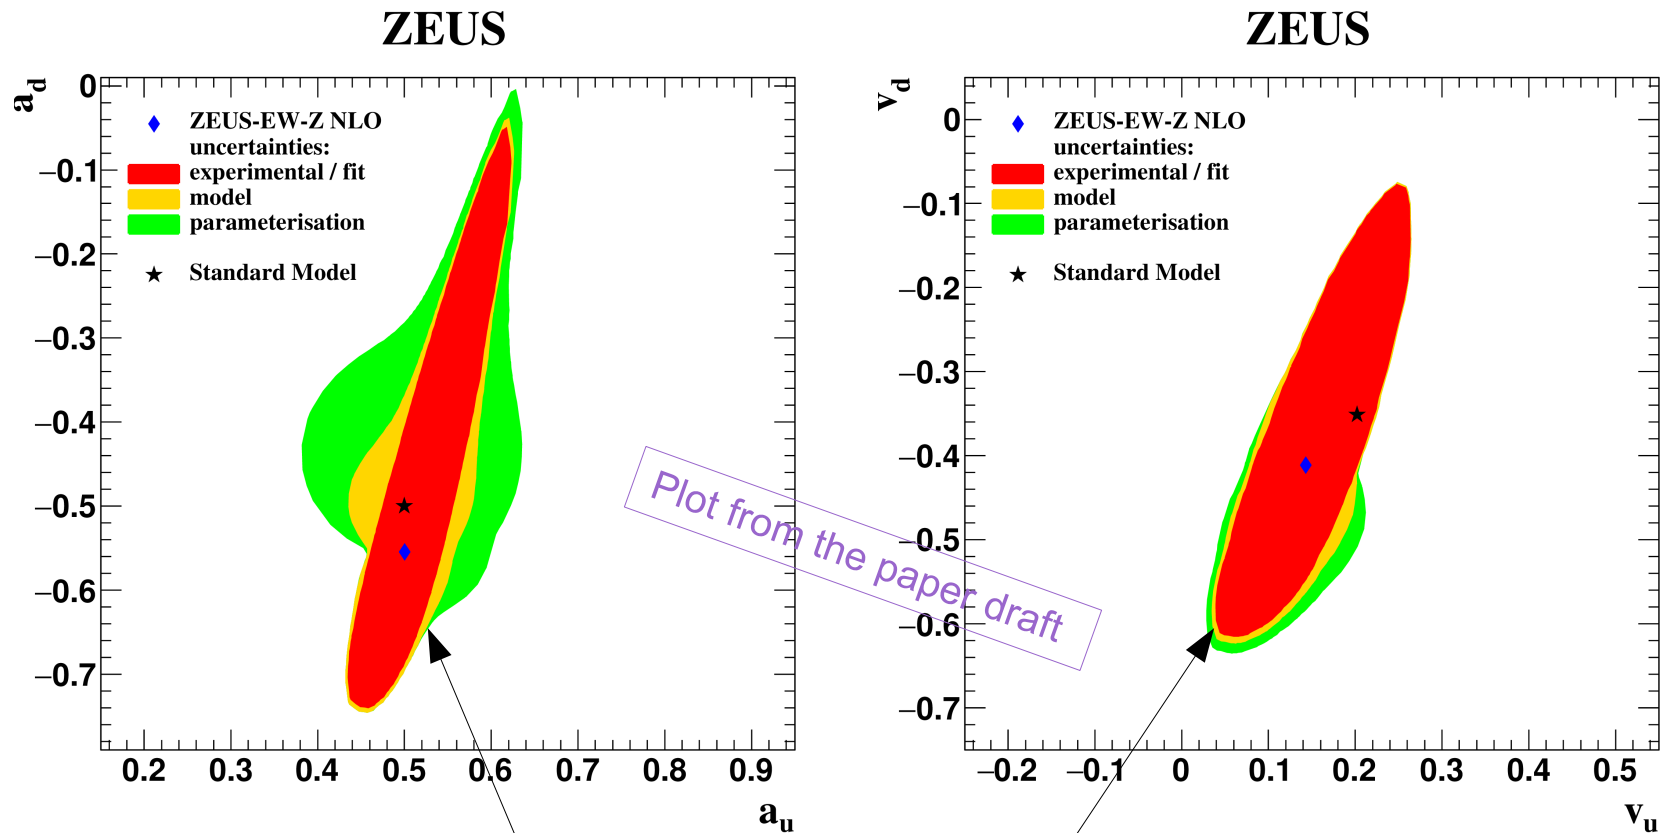 ZEUS
a_d
0
−0.1
−0.2
−0.3
−0.4
−0.5
−0.6
−0.7
ZEUS-EW-Z NLO
uncertainties:
experimental / fit
model
parameterisation
Standard Model
0.2 0.3 0.4 0.5 0.6 0.7 0.8 0.9
a_u
ZEUS
v_d
0
−0.1
−0.2
−0.3
−0.4
−0.5
−0.6
−0.7
ZEUS-EW-Z NLO
uncertainties:
experimental / fit
model
parameterisation
Standard Model
−0.2 −0.1 0 0.1 0.2 0.3 0.4 0.5
v_u
Plot from the paper draft